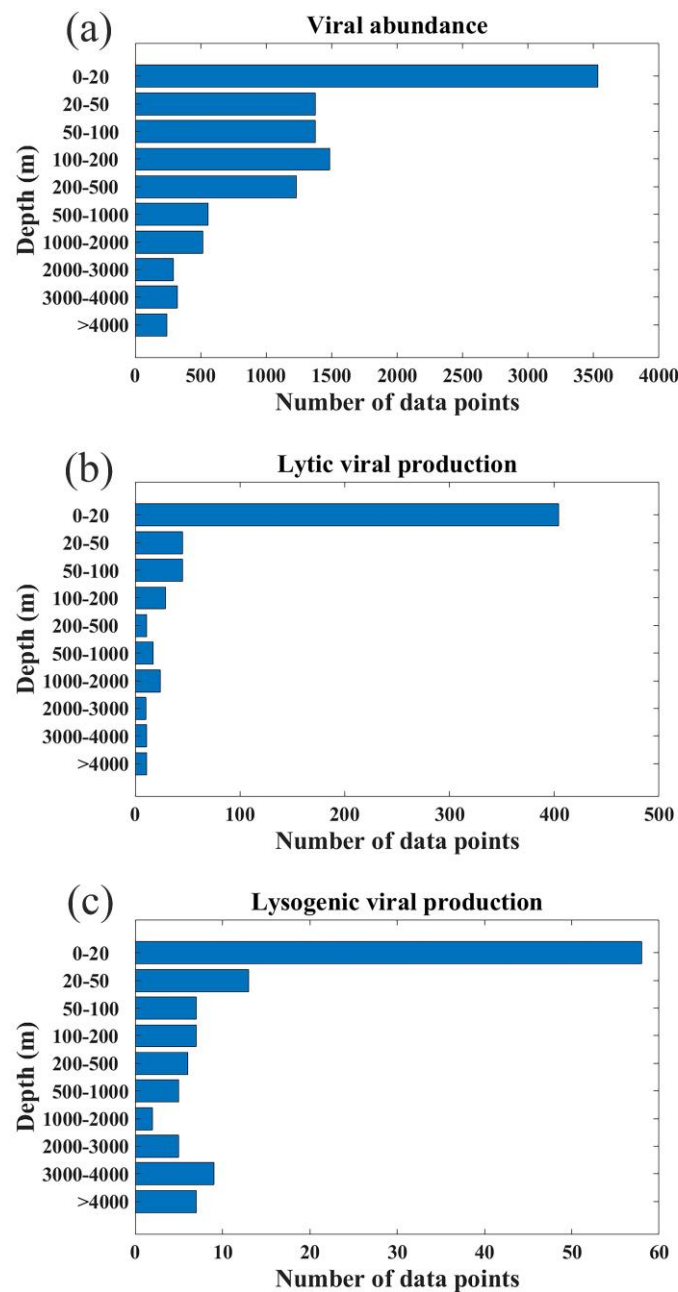 (a)
Viral abundance
Depth (m)
0-20
20-50
50-100
100-200
200-500
500-1000
1000-2000
2000-3000
3000-4000
>4000
0 500 1000 1500 2000 2500 3000 3500 4000
Number of data points
(b)
Lytic viral production
Depth (m)
0-20
20-50
50-100
100-200
200-500
500-1000
1000-2000
2000-3000
3000-4000
>4000
0 100 200 300 400 500
Number of data points
(c)
Lysogenic viral production
Depth (m)
0-20
20-50
50-100
100-200
200-500
500-1000
1000-2000
2000-3000
3000-4000
>4000
0 10 20 30 40 50 60
Number of data points